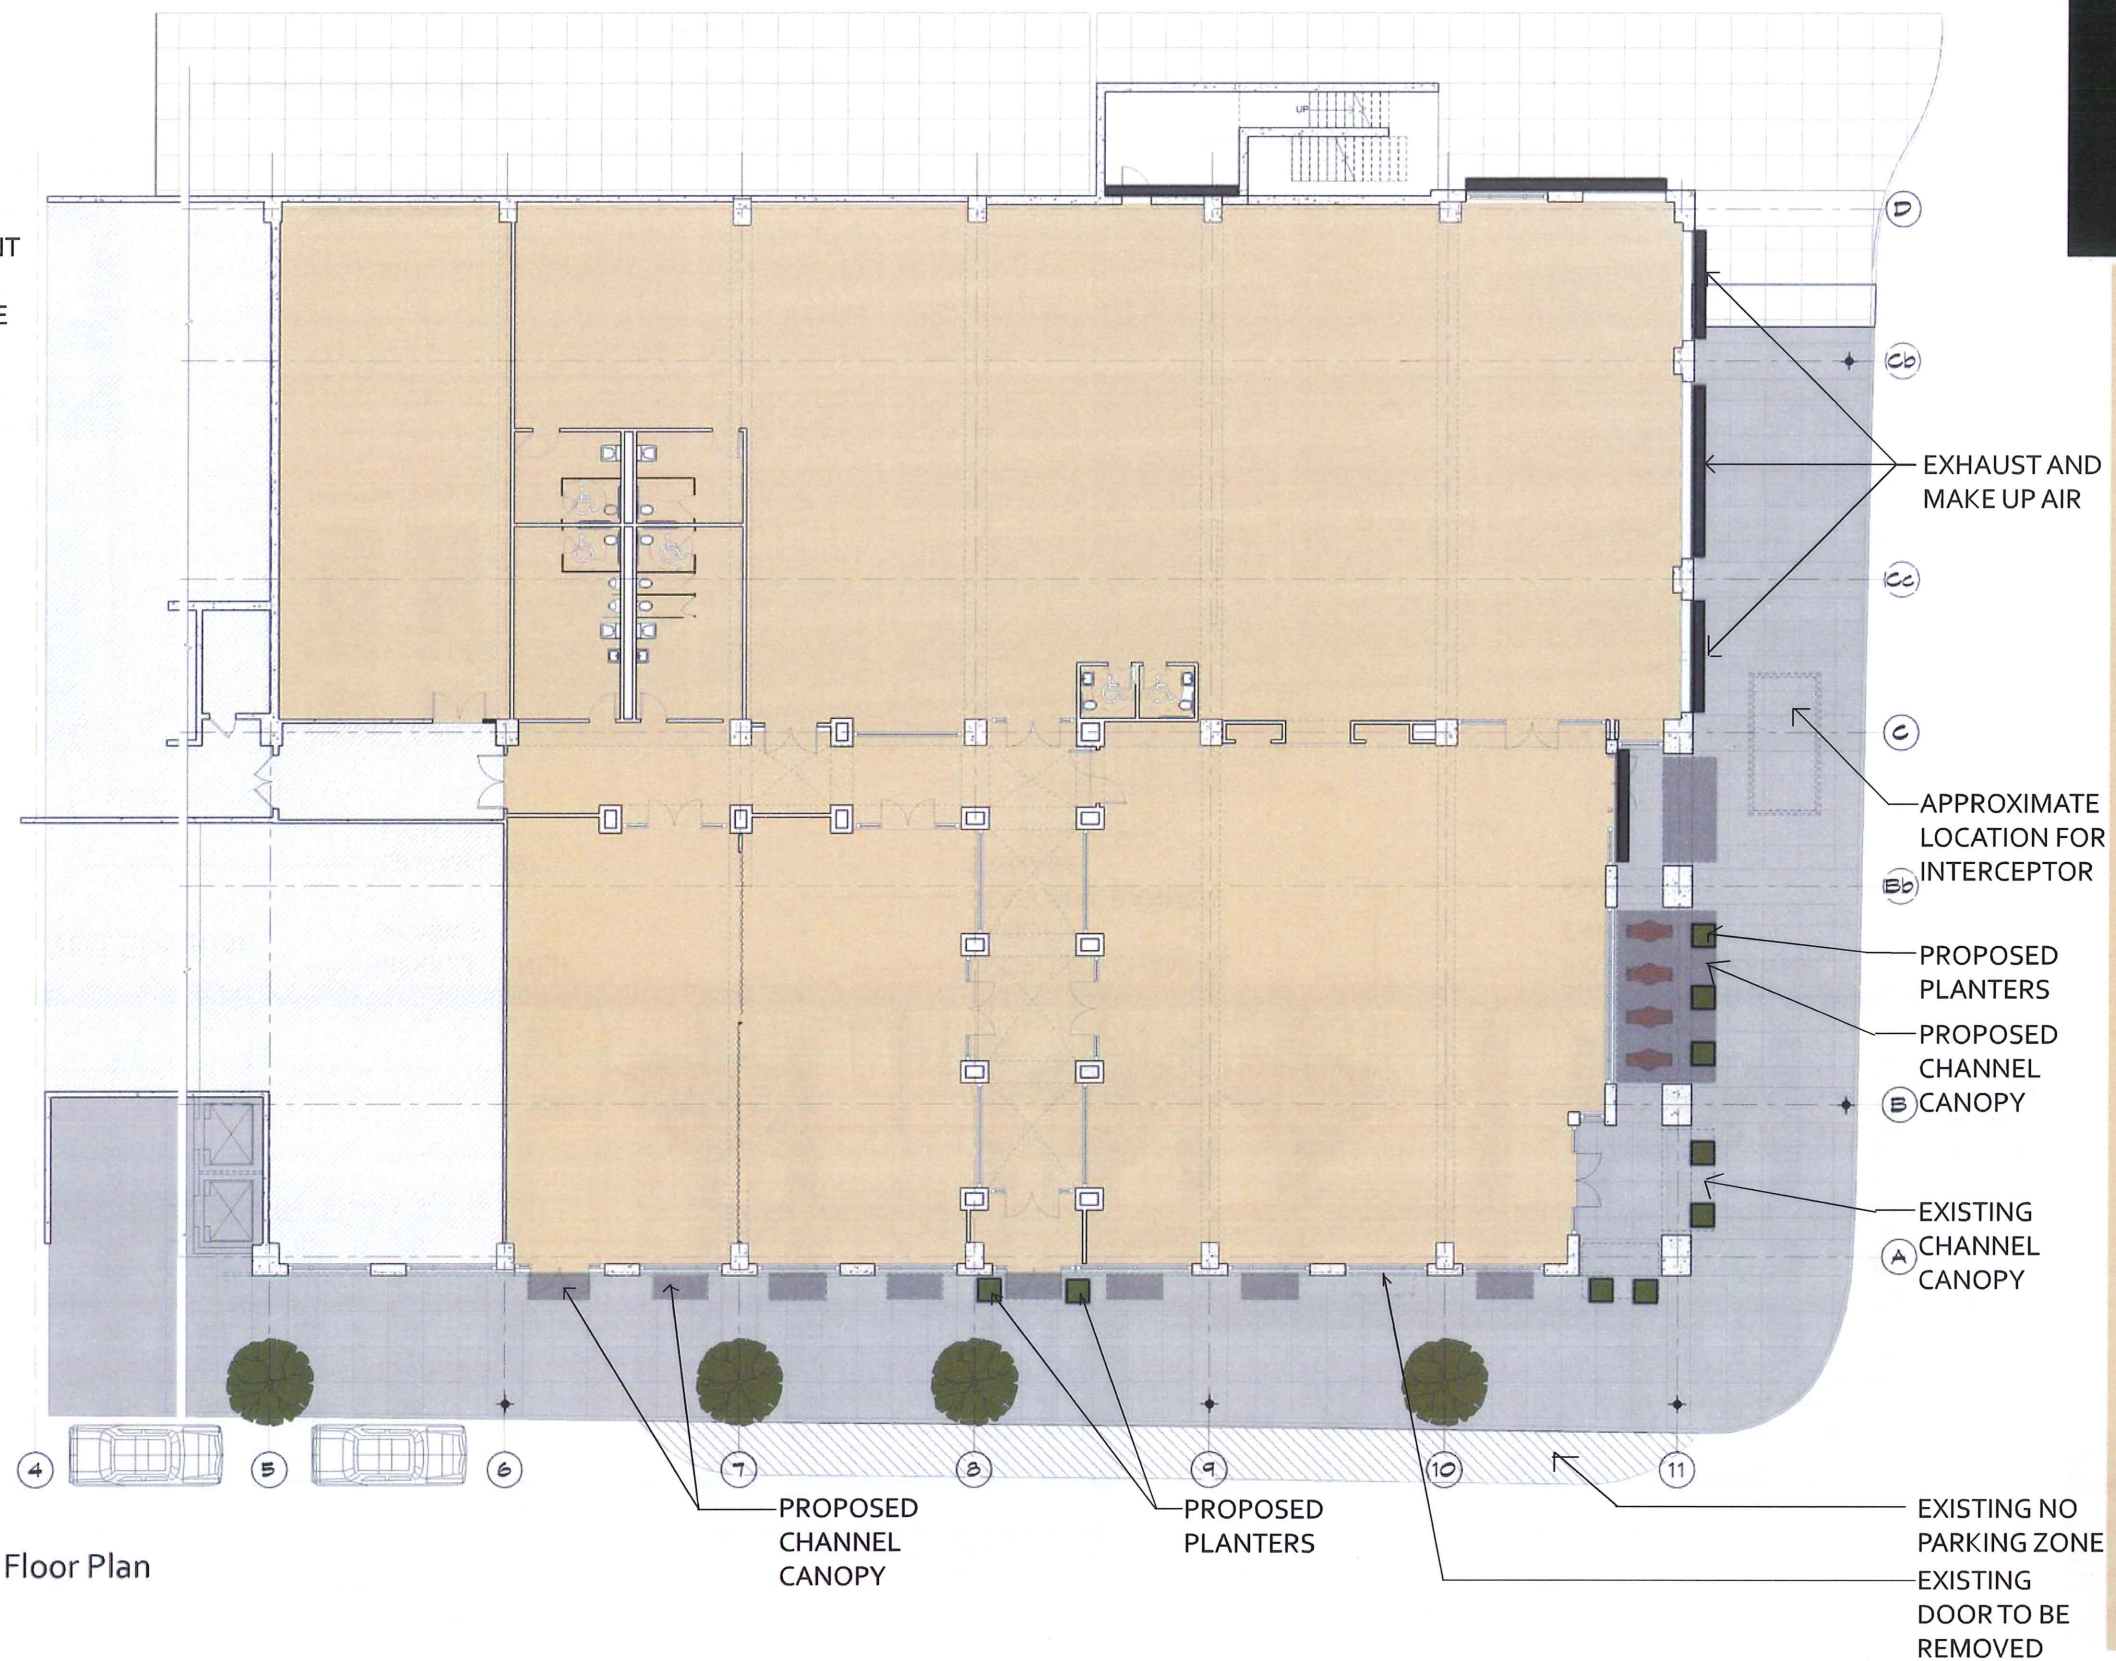 UP
NT
E
D
Cb
EXHAUST AND
MAKE UP AIR
Cc
C
APPROXIMATE
LOCATION FOR
INTERCEPTOR
Bb
PROPOSED
PLANTERS
PROPOSED
CHANNEL
CANOPY
B
EXISTING
CHANNEL
CANOPY
A
4
5
6
7
8
9
10
11
PROPOSED
CHANNEL
CANOPY
PROPOSED
PLANTERS
EXISTING NO
PARKING ZONE
EXISTING
DOOR TO BE
REMOVED
Floor Plan